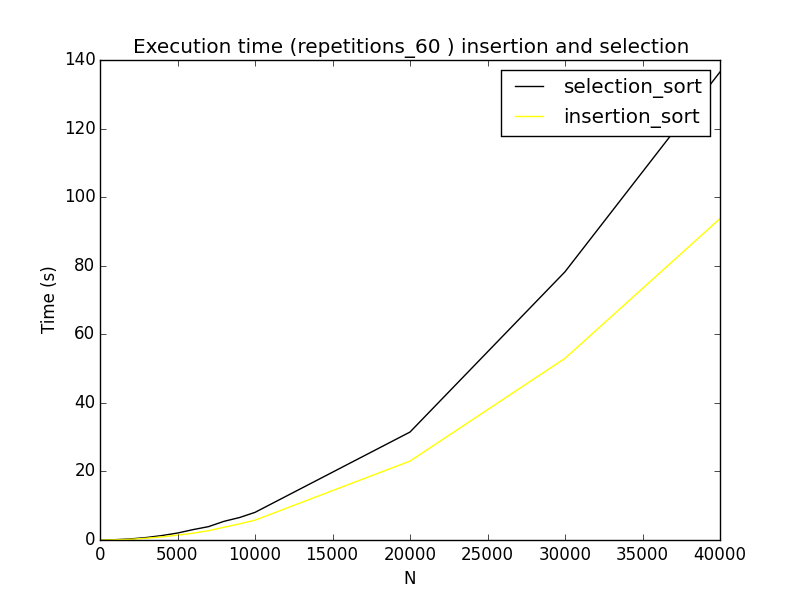 Execution time (repetitions_60 ) insertion and selection
selection_sort
insertion_sort
Time (s)
140
120
100
80
60
40
20
0
0 5000 10000 15000 20000 25000 30000 35000 40000
N